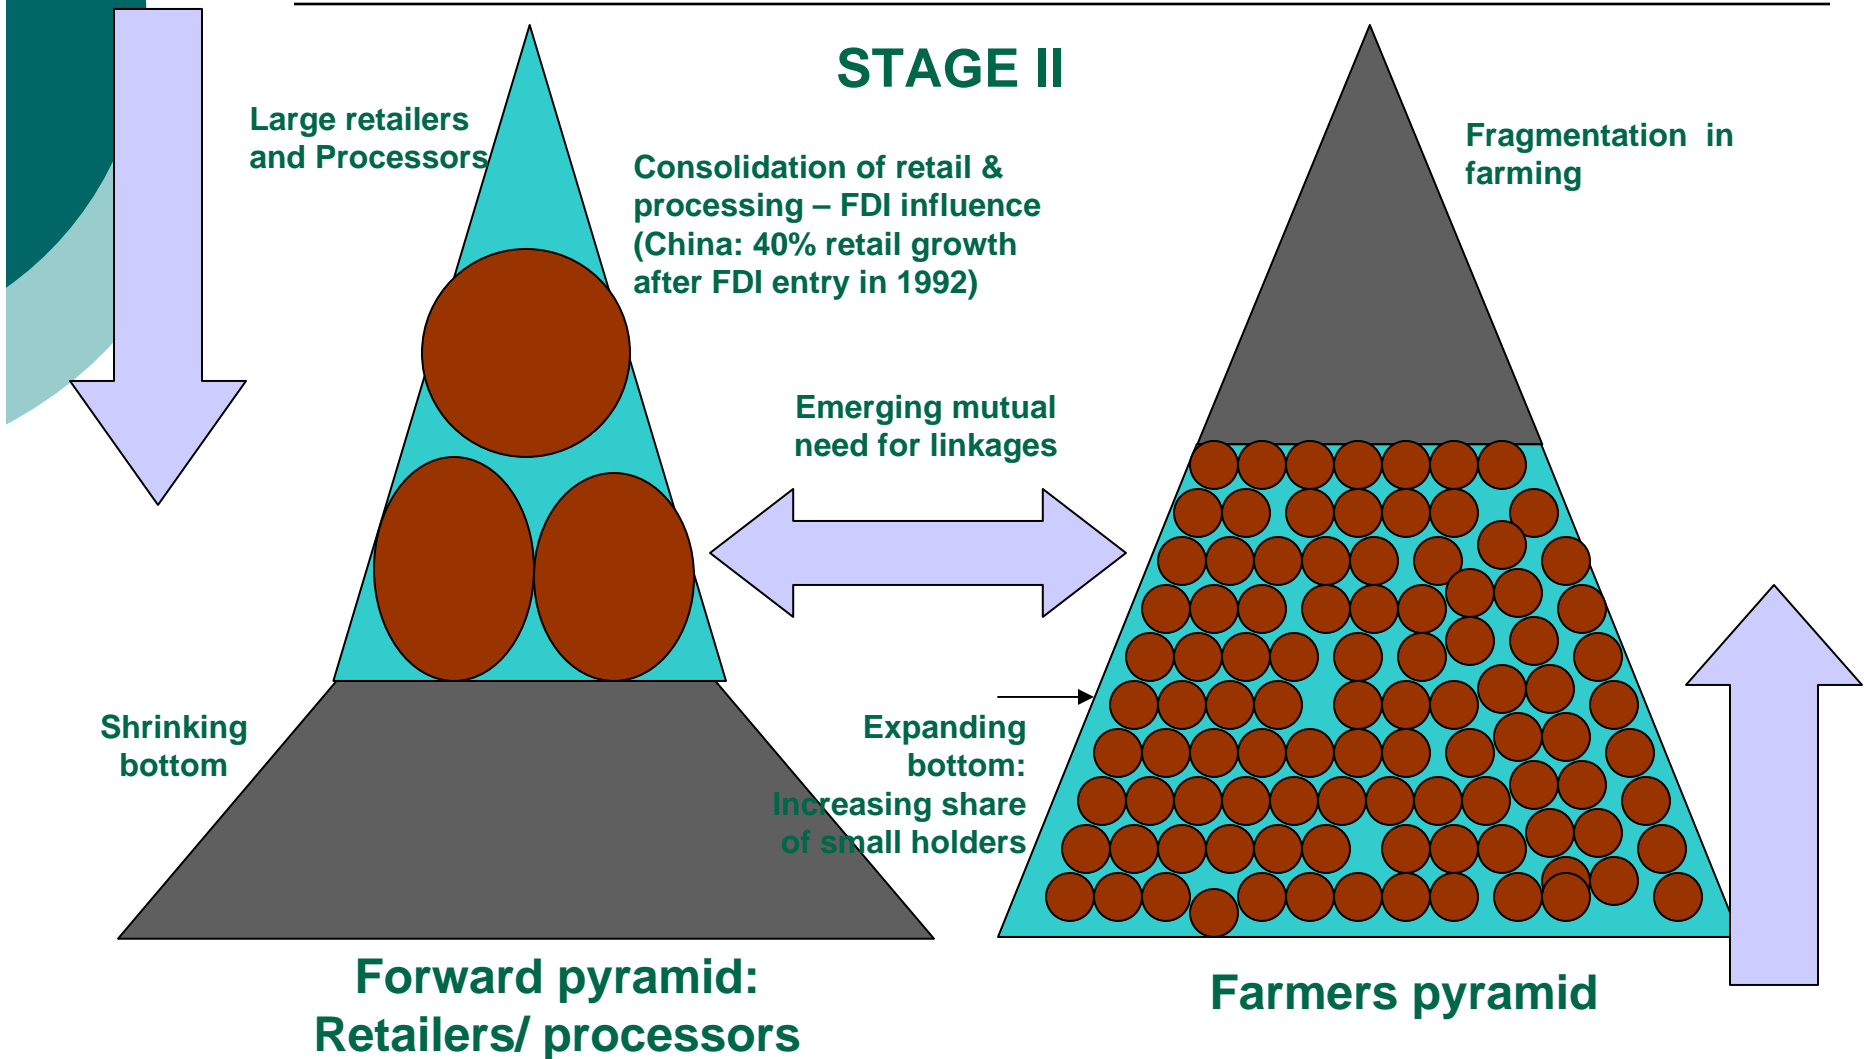 STAGE II
Large retailers
and Processors
Consolidation of retail &
processing – FDI influence
(China: 40% retail growth
after FDI entry in 1992)
Fragmentation in
farming
Emerging mutual
need for linkages
Shrinking
bottom
Expanding
bottom:
Increasing share
of small holders
Forward pyramid:
Retailers/ processors
Farmers pyramid